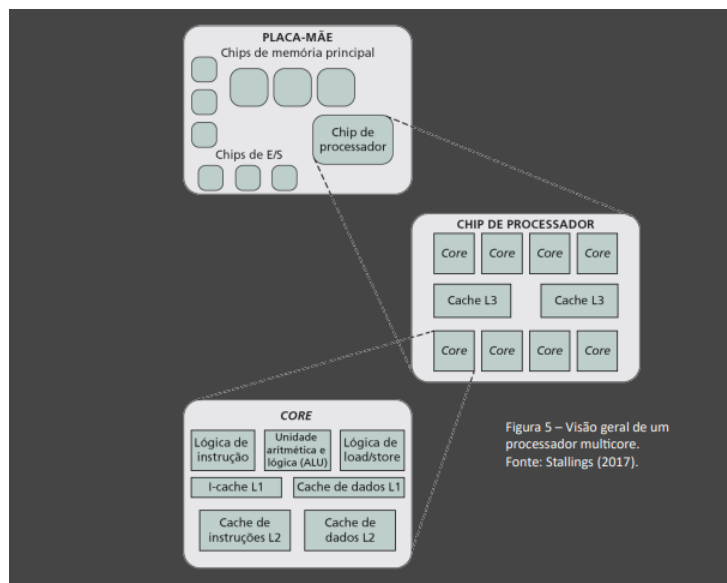 PLACA-MÃE
Chips de memória principal
Chip de
processador
Chips de E/S
CHIP DE PROCESSADOR
Core Core Core Core
Cache L3 Cache L3
Core Core Core Core
CORE
Lógica de
instrução
Unidade
aritmética e
lógica (ALU)
Lógica de
load/store
I-cache L1 Cache de dados L1
Cache de
instruções L2
Cache de
dados L2
Figura 5 – Visão geral de um
processador multicore.
Fonte: Stallings (2017).